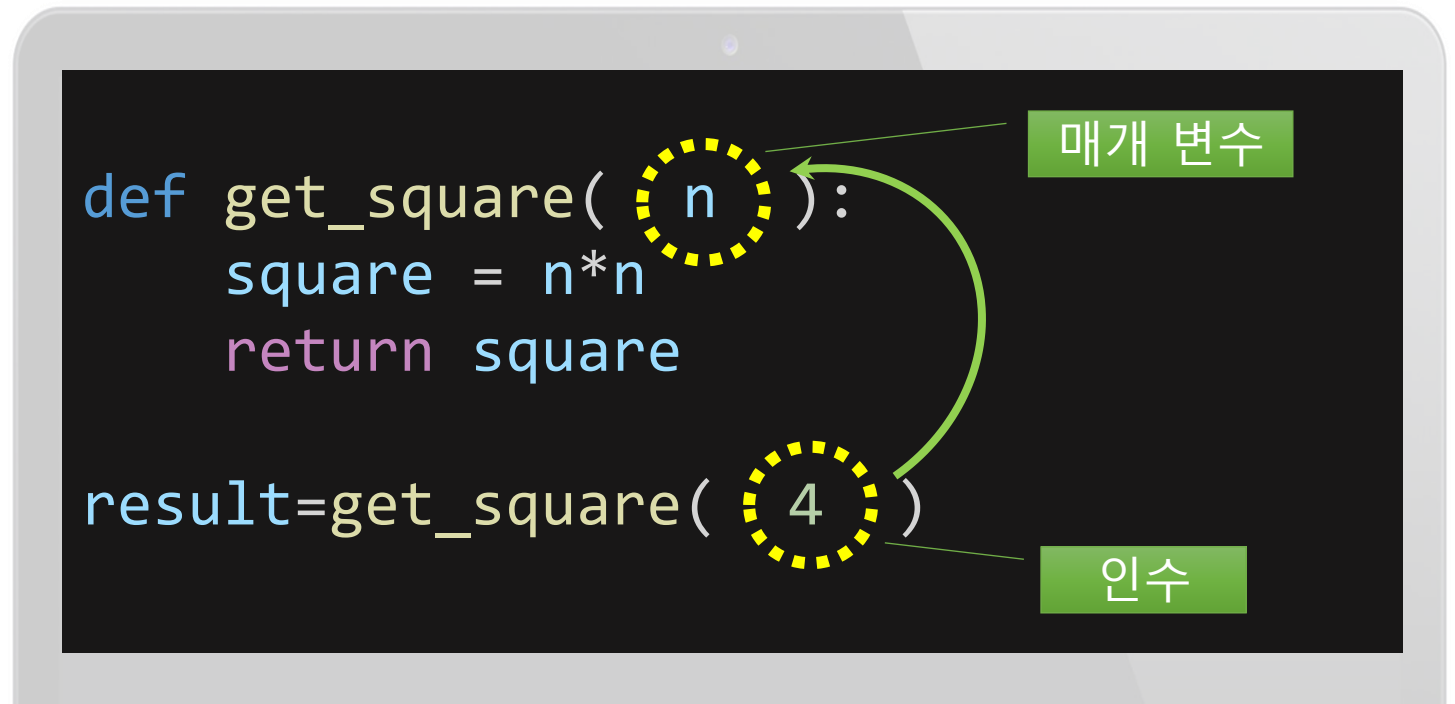 매개 변수
def get_square( n ):
    square = n*n
    return square
result=get_square( 4 )
인수